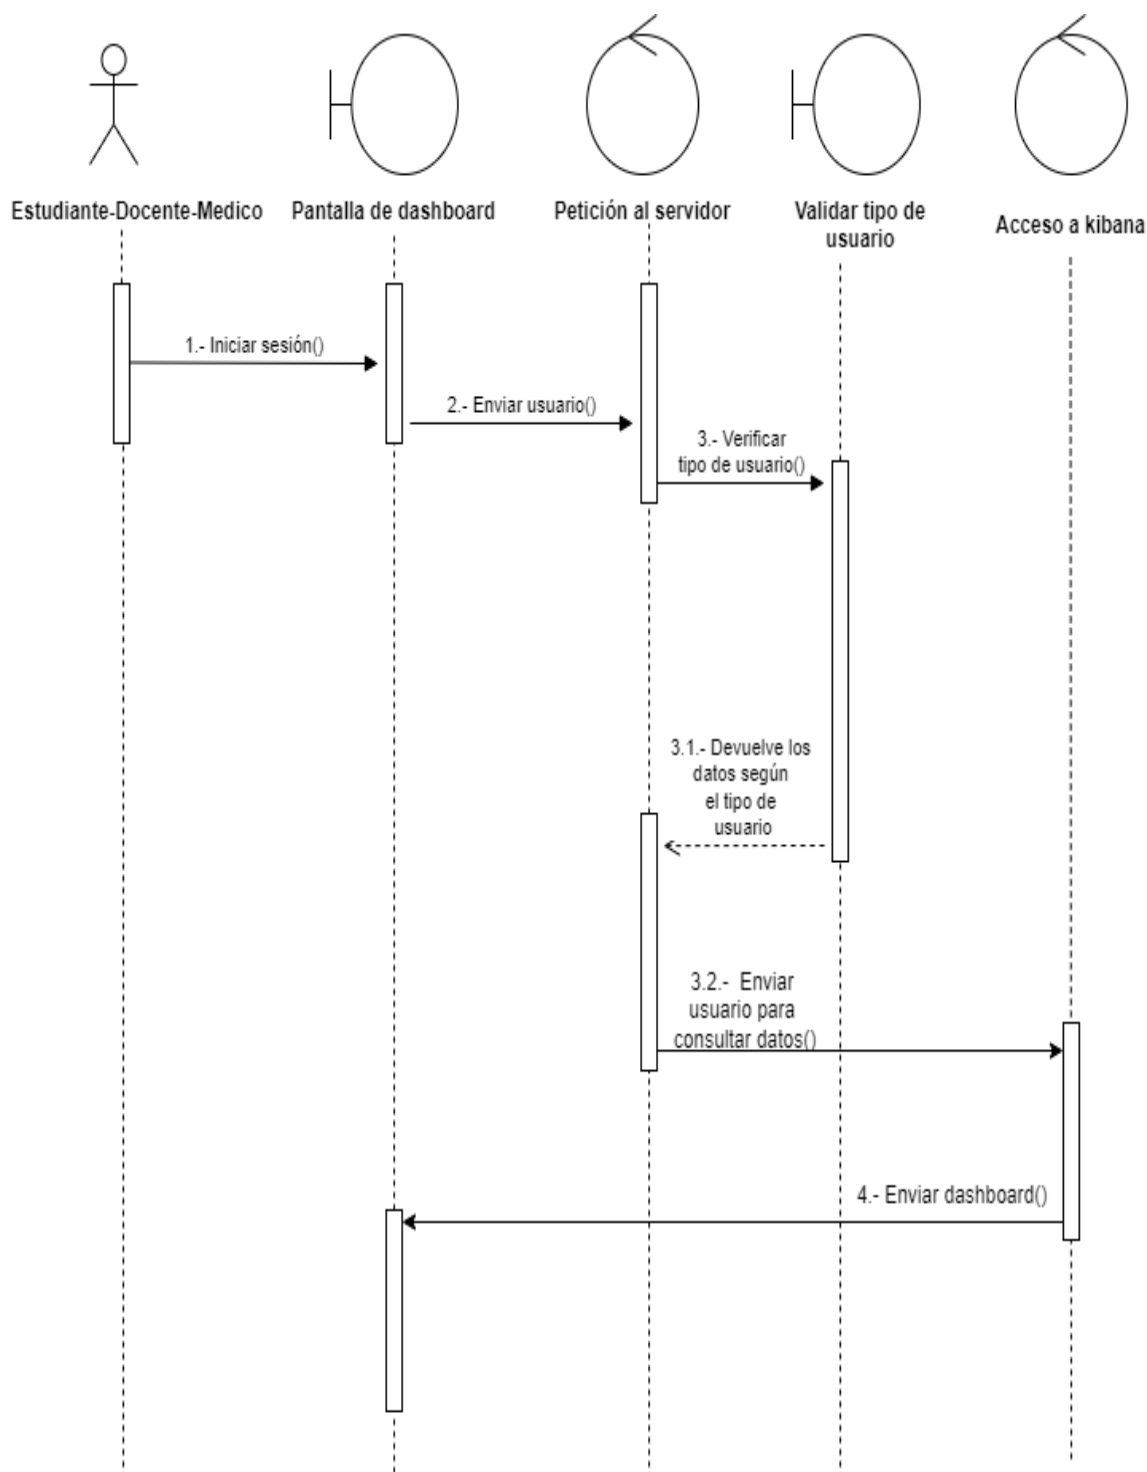 Estudiante-Docente-Medico
Pantalla de dashboard
Petición al servidor
Validar tipo de
usuario
Acceso a kibana
1.- Iniciar sesión()
2.- Enviar usuario()
3.- Verificar
tipo de usuario()
3.1.- Devuelve los
datos según
el tipo de
usuario
3.2.- Enviar
usuario para
consultar datos()
4.- Enviar dashboard()